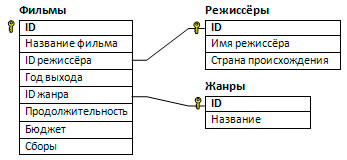 Фильмы
ID
Название фильма
ID режиссёра
Год выхода
ID жанра
Продолжительность
Бюджет
Сборы
Режиссёры
ID
Имя режиссёра
Страна происхождения
Жанры
ID
Название